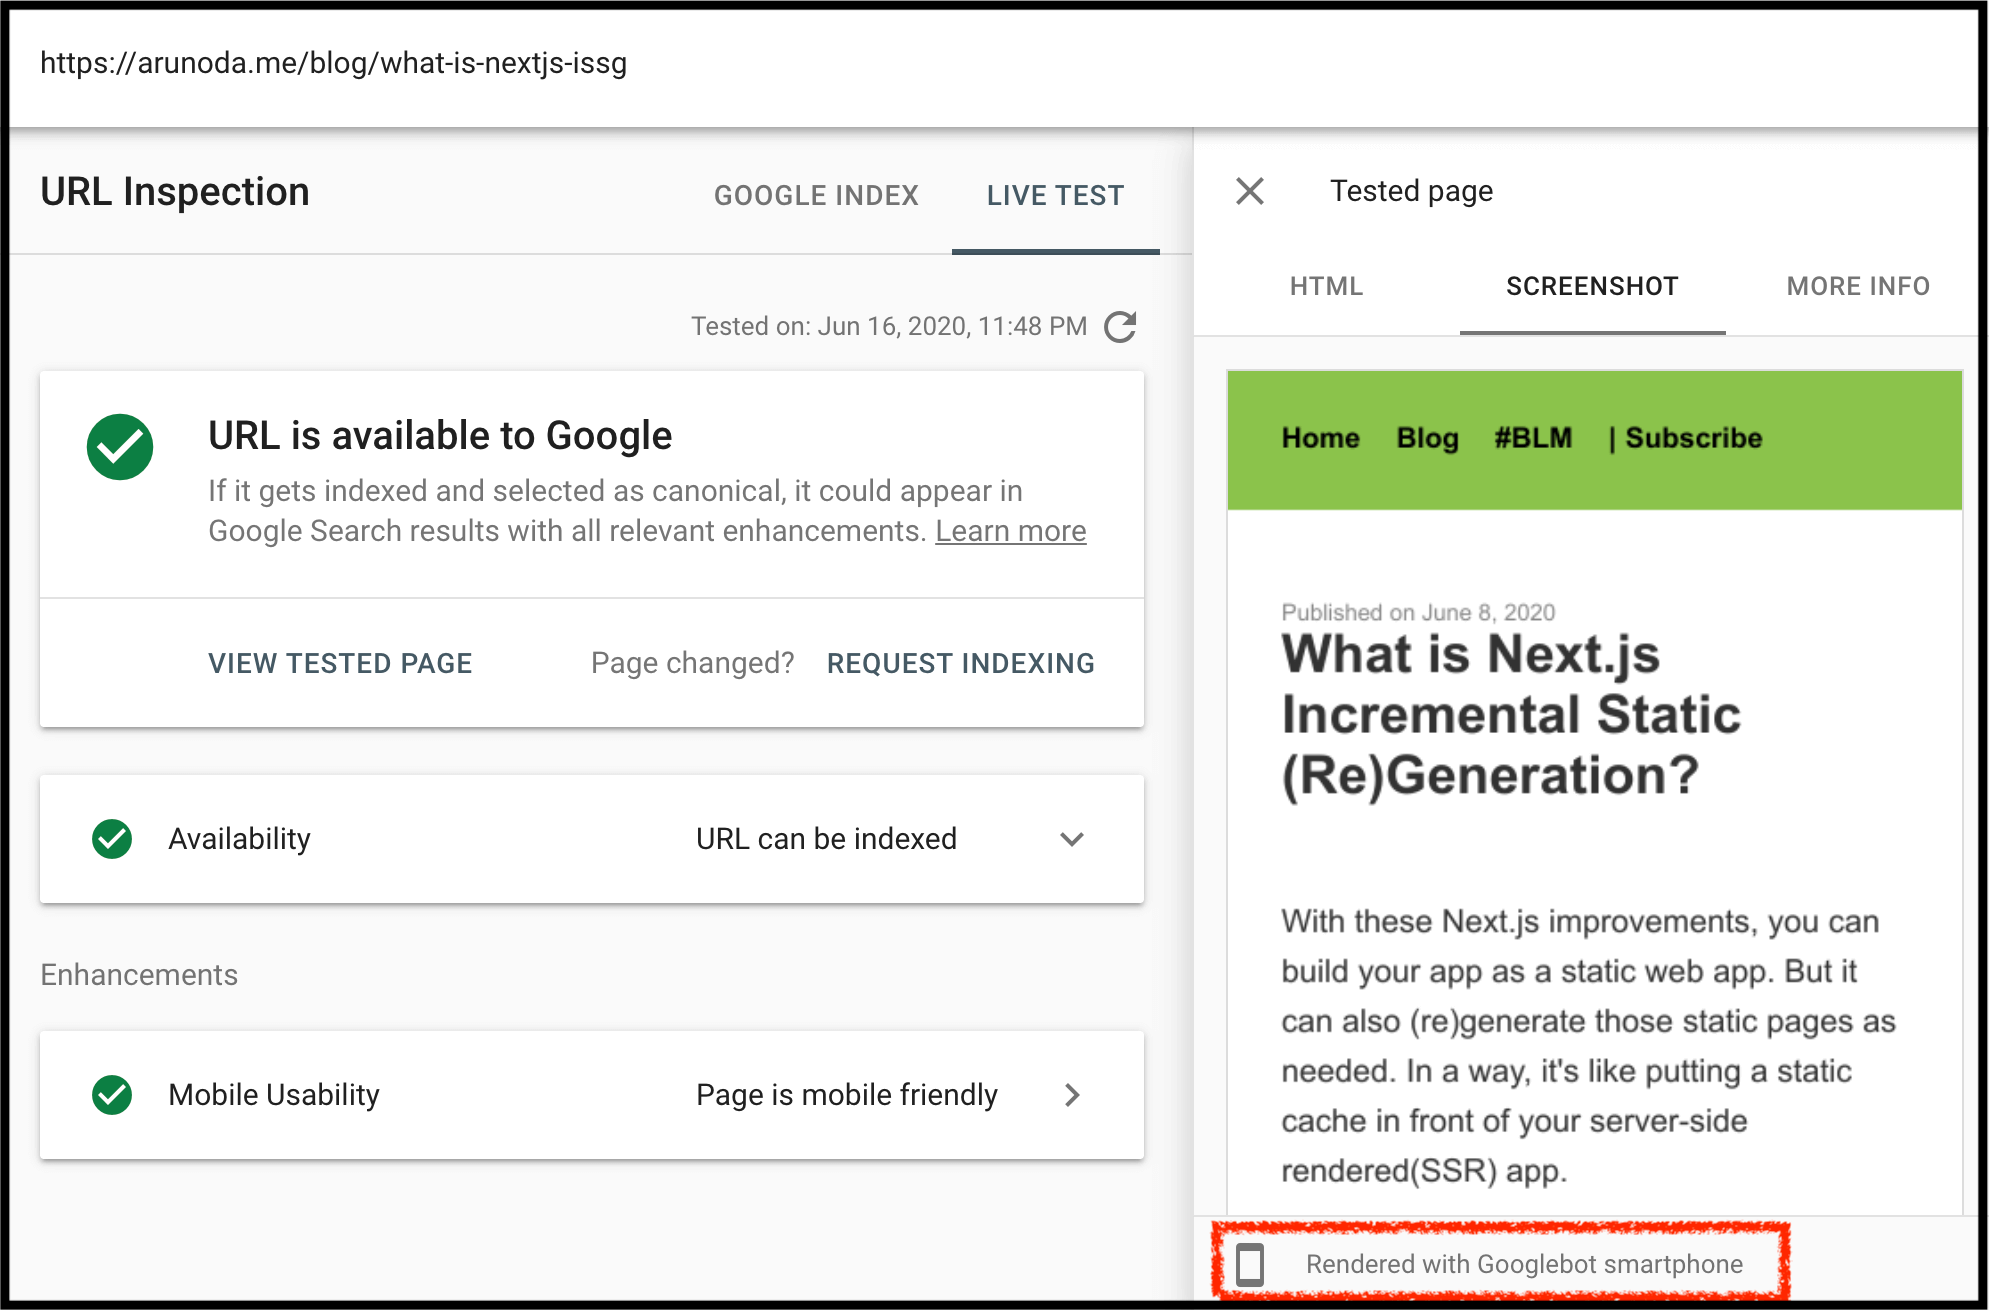 https://arunoda.me/blog/what-is-nextjs-issg
URL Inspection
GOOGLE INDEX
LIVE TEST
Tested on: Jun 16, 2020, 11:48 PM
URL is available to Google
If it gets indexed and selected as canonical, it could appear in
Google Search results with all relevant enhancements. Learn more
VIEW TESTED PAGE
Page changed?
REQUEST INDEXING
Availability
URL can be indexed
Enhancements
Mobile Usability
Page is mobile friendly
Tested page
HTML
SCREENSHOT
MORE INFO
Home Blog #BLM | Subscribe
Published on June 8, 2020
What is Next.js
Incremental Static
(Re)Generation?
With these Next.js improvements, you can
build your app as a static web app. But it
can also (re)generate those static pages as
needed. In a way, it's like putting a static
cache in front of your server-side
rendered(SSR) app.
Rendered with Googlebot smartphone